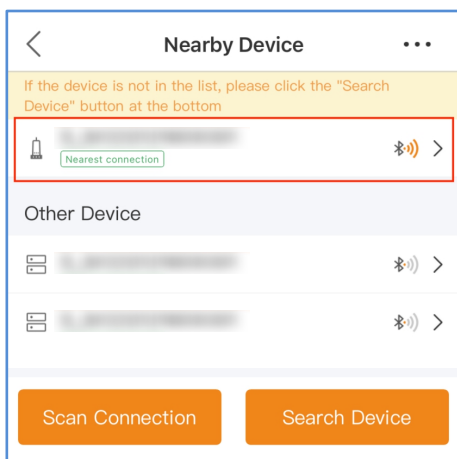 Nearby Device
If the device is not in the list, please click the "Search
Device" button at the bottom
Nearest connection
Other Device
Scan Connection
Search Device